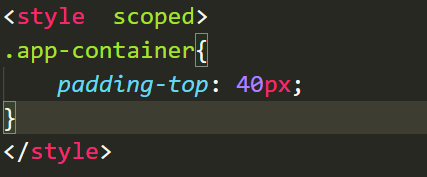 <style  scoped>
.app-container{
    padding-top: 40px;
}
</style>